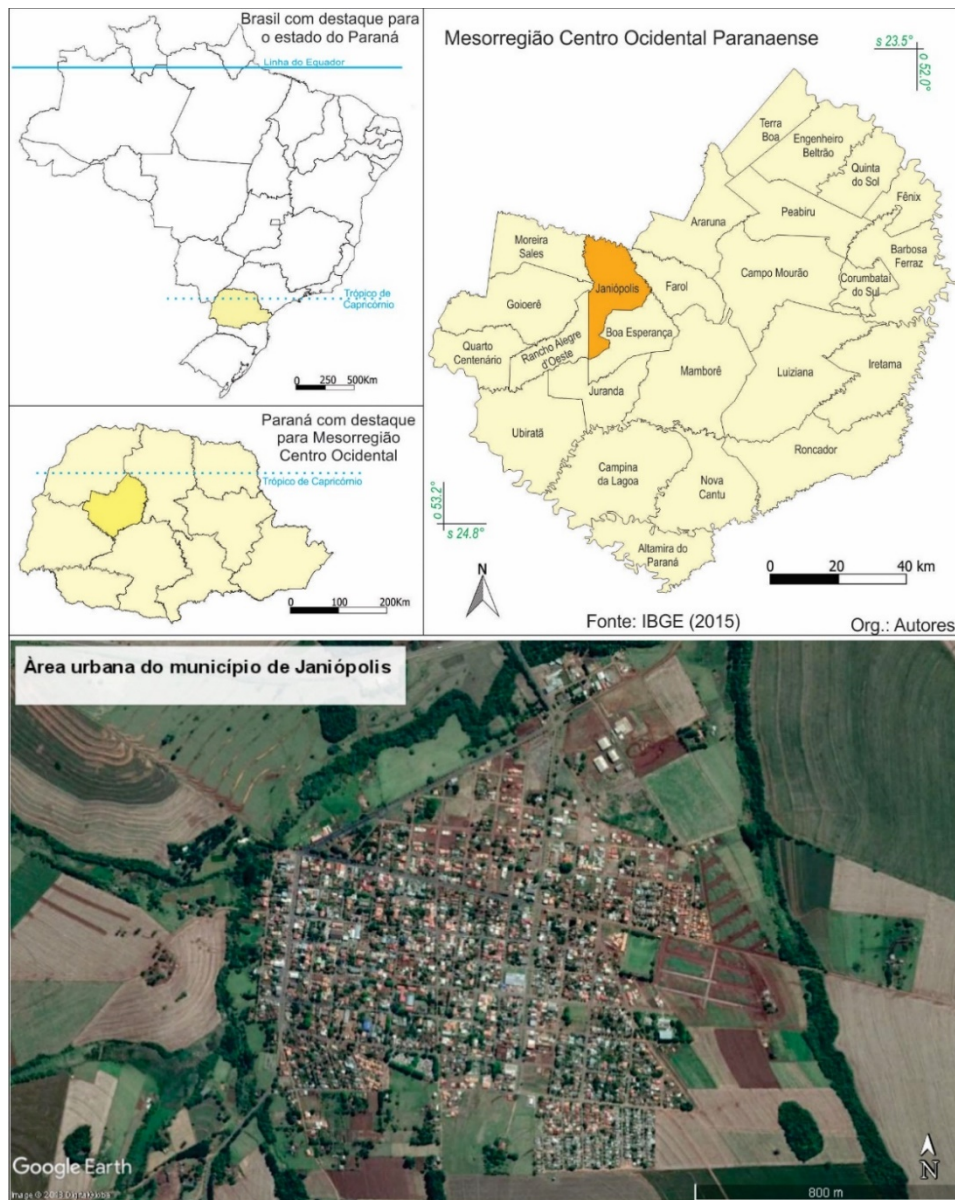 Brasil com destaque para
o estado do Paraná
Linha do Equador
Trópico de
Capricórnio
0 250 500Km
Paraná com destaque
para Mesorregião
Centro Ocidental
Trópico de Capricórnio
0 100 200Km
Mesorregião Centro Ocidental Paranaense
s 23.5°
o 52.0°
Terra
Boa
Engenheiro
Beltrão
Quinta
do Sol
Fênix
Peabiru
Araruna
Barbosa
Ferraz
Moreira
Sales
Campo Mourão
Corumbataí
do Sul
Janiópolis
Farol
Goioerê
Boa Esperança
Rancho Alegre
d'Oeste
Quarto
Centenário
Mamborê
Luiziana
Iretama
Juranda
Ubiratã
Roncador
Campina
da Lagoa
Nova
Cantu
o 53.2°
s 24.8°
Altamira do
Paraná
N
0 20 40 km
Fonte: IBGE (2015)
Org.: Autores
Àrea urbana do município de Janiópolis
Google Earth
N
800 m